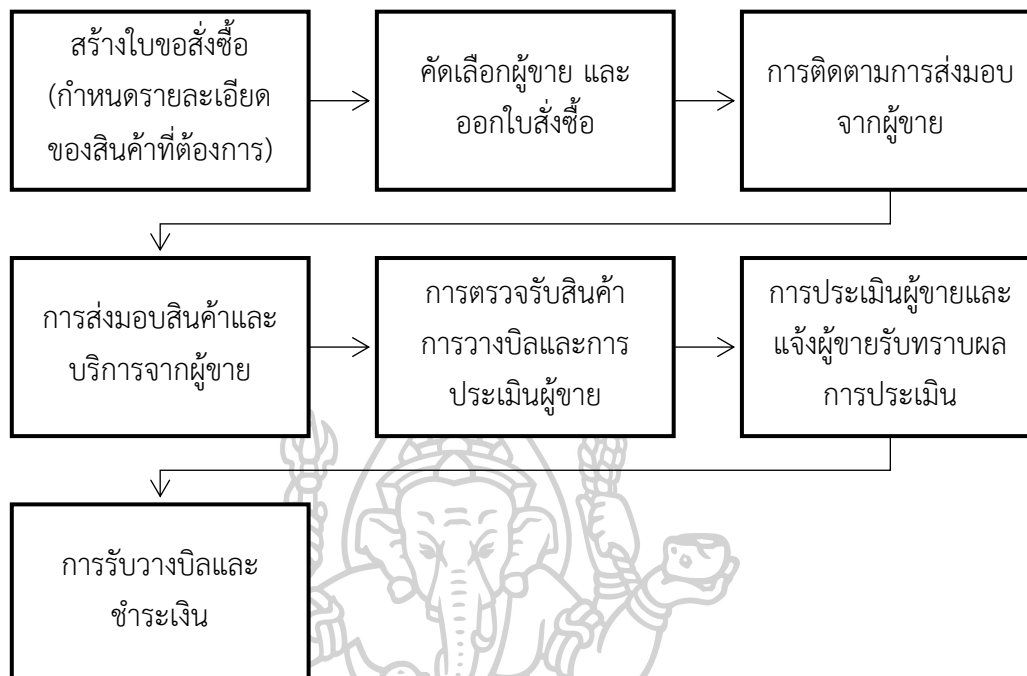 สร้างใบขอสั่งซื้อ
(กำหนดรายละเอียด
ของสินค้าที่ต้องการ)
คัดเลือกผู้ขาย และ
ออกใบสั่งซื้อ
การติดตามการส่งมอบ
จากผู้ขาย
การส่งมอบสินค้าและ
บริการจากผู้ขาย
การตรวจรับสินค้า
การวางบิลและการ
ประเมินผู้ขาย
การประเมินผู้ขายและ
แจ้งผู้ขายรับทราบผล
การประเมิน
การรับวางบิลและ
ชำระเงิน